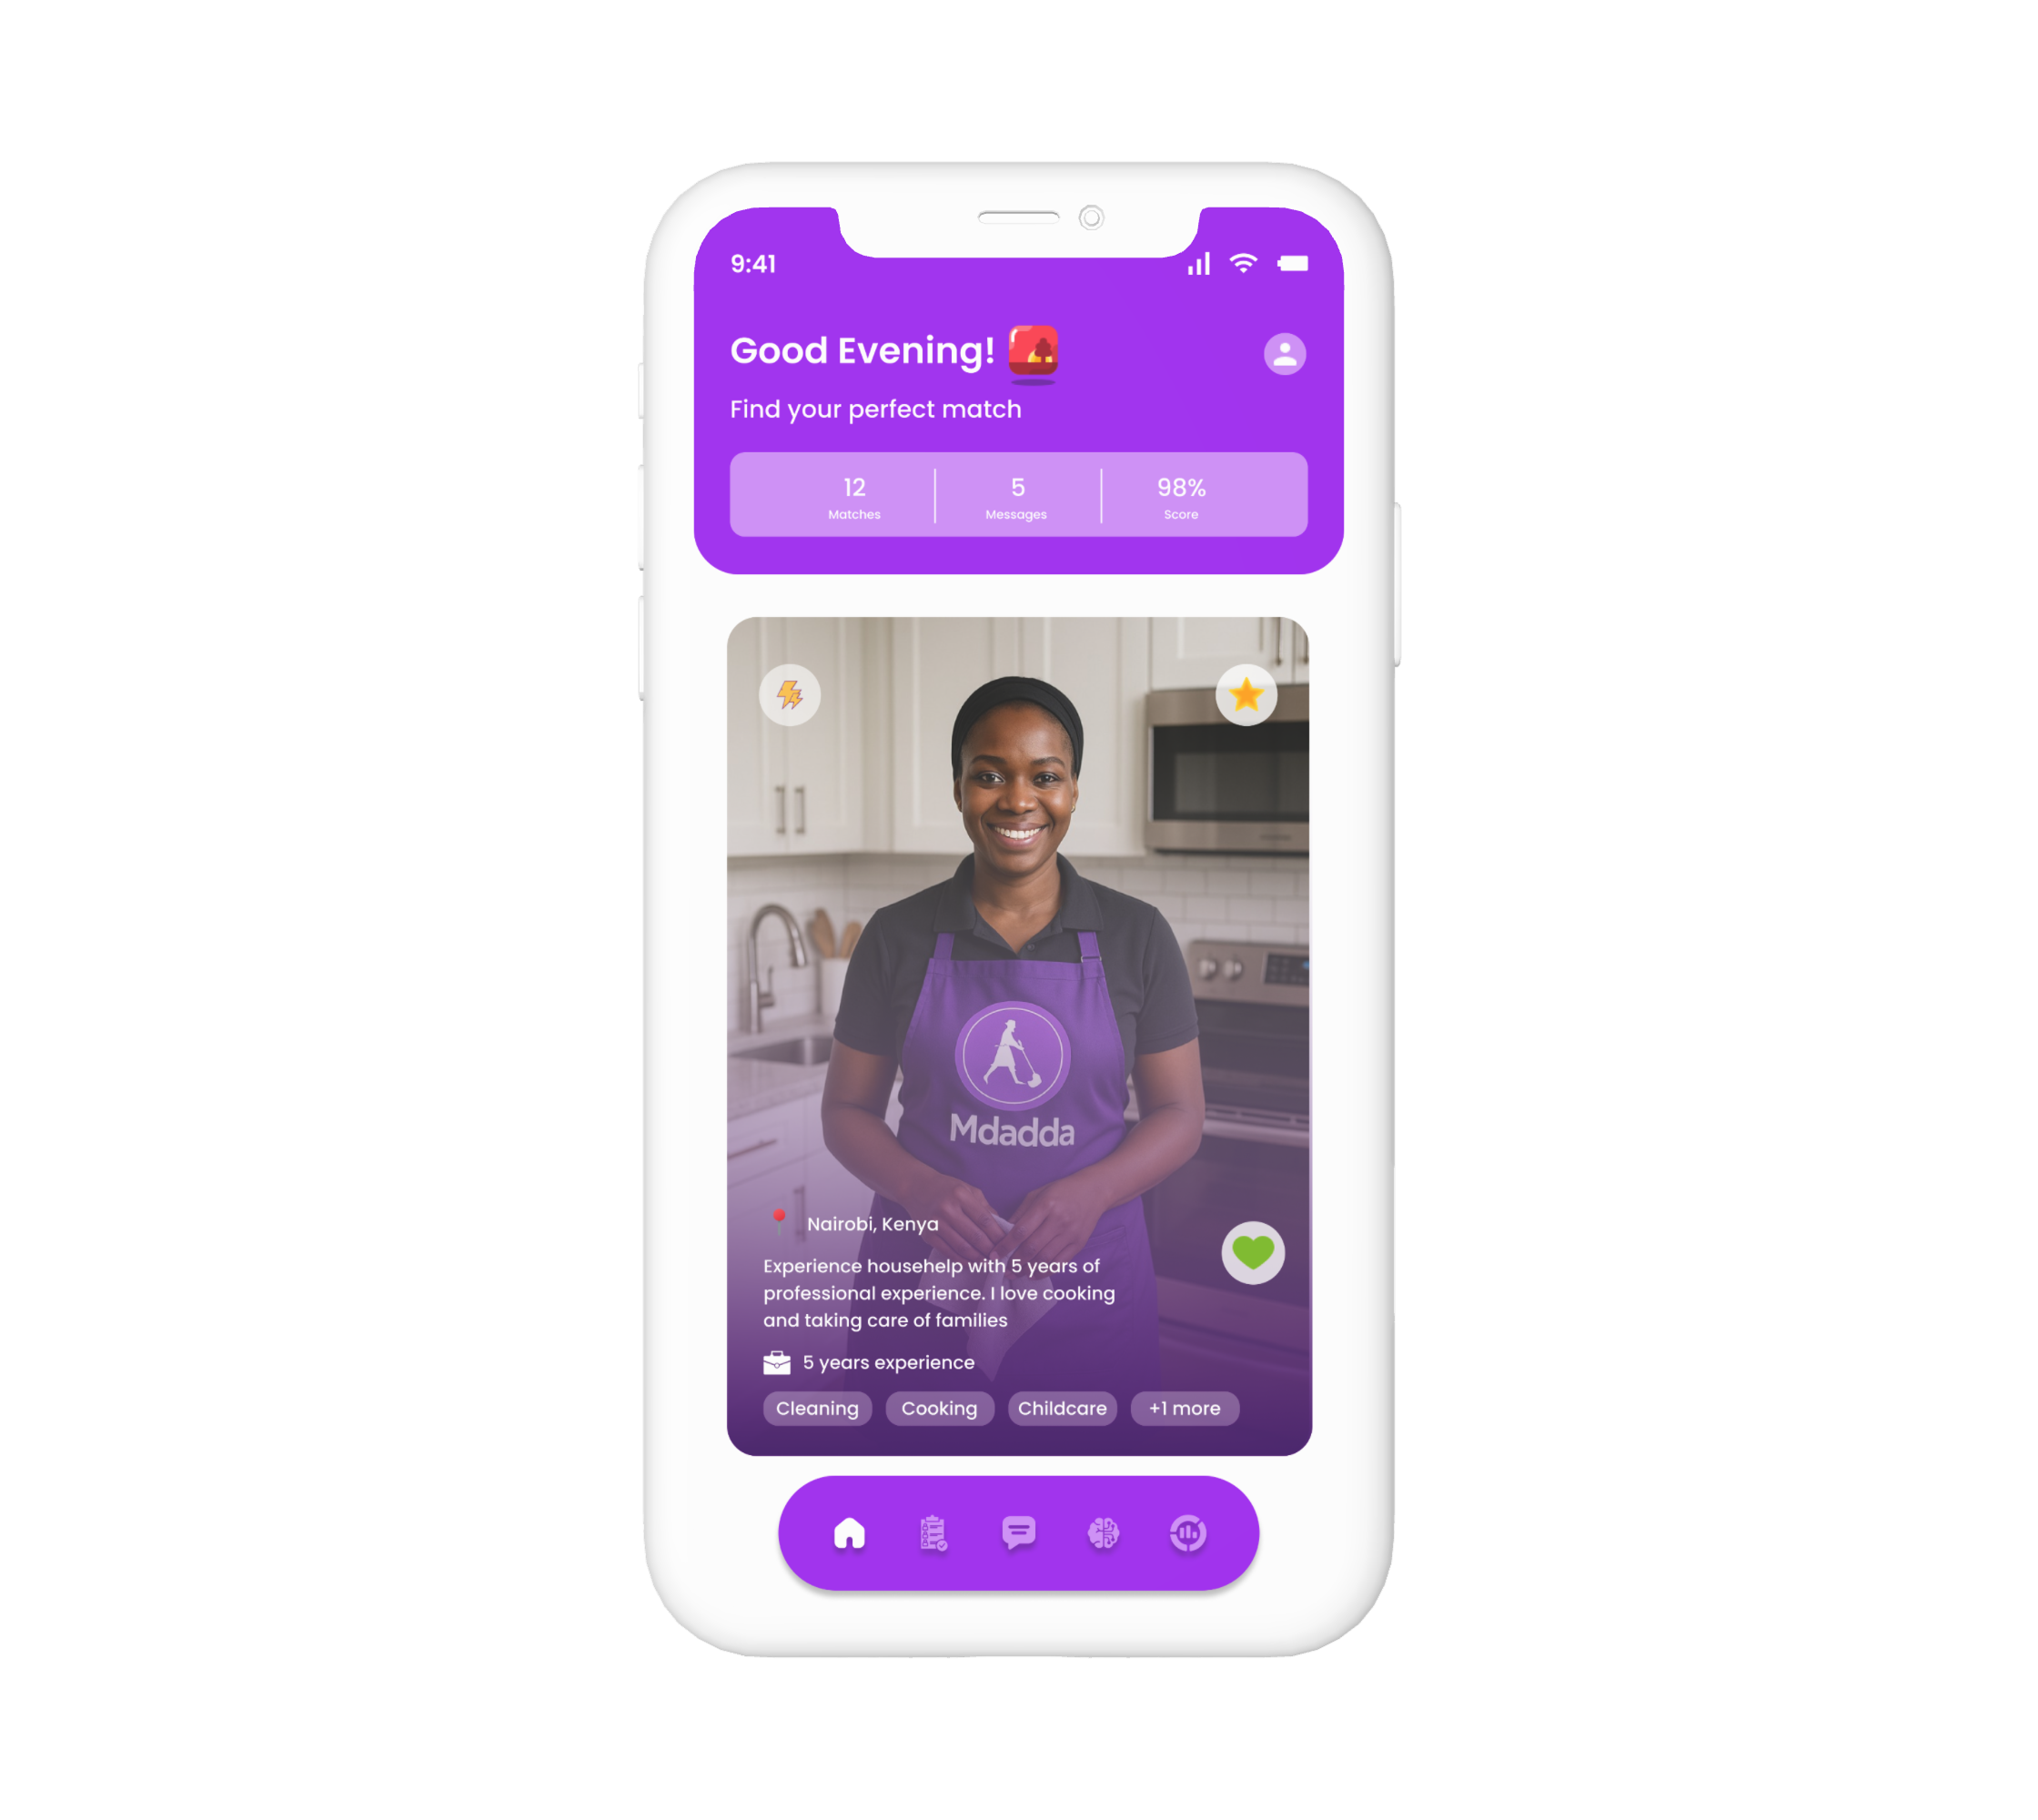 9:41
Good Evening!
Find your perfect match
12
Matches
5
Messages
98%
Score
Mdadda
Nairobi, Kenya
Experience househelp with 5 years of
professional experience. I love cooking
and taking care of families
5 years experience
Cleaning
Cooking
Childcare
+1 more